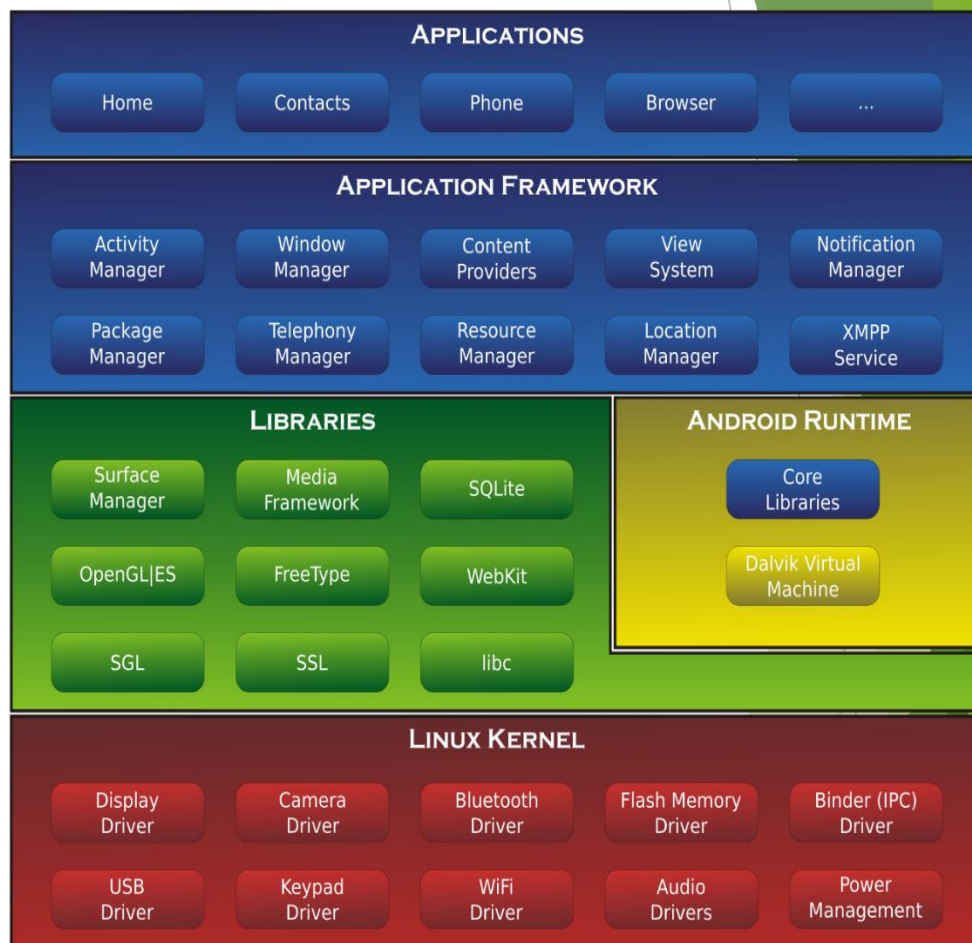 APPLICATIONS
Home
Contacts
Phone
Browser
...
APPLICATION FRAMEWORK
Activity
Manager
Window
Manager
Content
Providers
View
System
Notification
Manager
Package
Manager
Telephony
Manager
Resource
Manager
Location
Manager
XMPP
Service
LIBRARIES
Surface
Manager
Media
Framework
SQLite
OpenGL|ES
FreeType
WebKit
SGL
SSL
libc
ANDROID RUNTIME
Core
Libraries
Dalvik Virtual
Machine
LINUX KERNEL
Display
Driver
Camera
Driver
Bluetooth
Driver
Flash Memory
Driver
Binder (IPC)
Driver
USB
Driver
Keypad
Driver
WiFi
Driver
Audio
Drivers
Power
Management